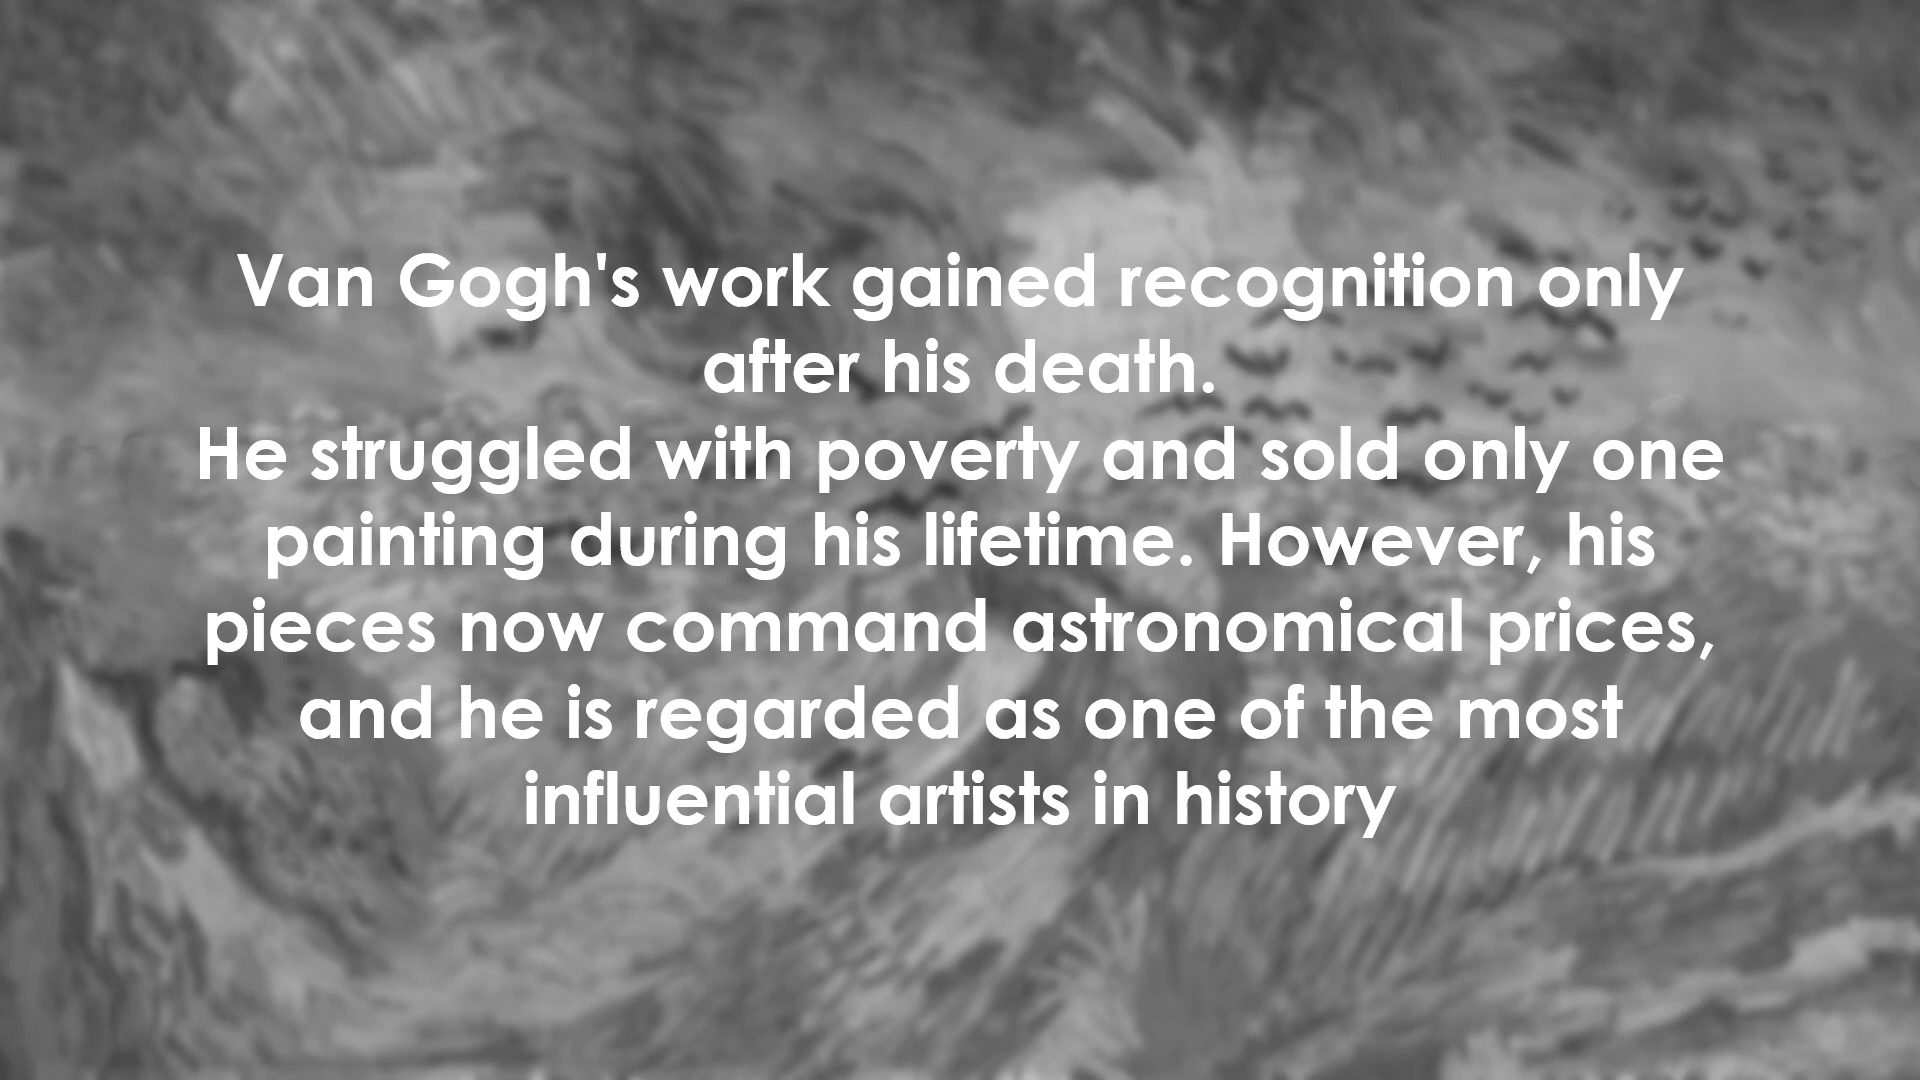 Van Gogh's work gained recognition only
after his death.
He struggled with poverty and sold only one
painting during his lifetime. However, his
pieces now command astronomical prices,
and he is regarded as one of the most
influential artists in history